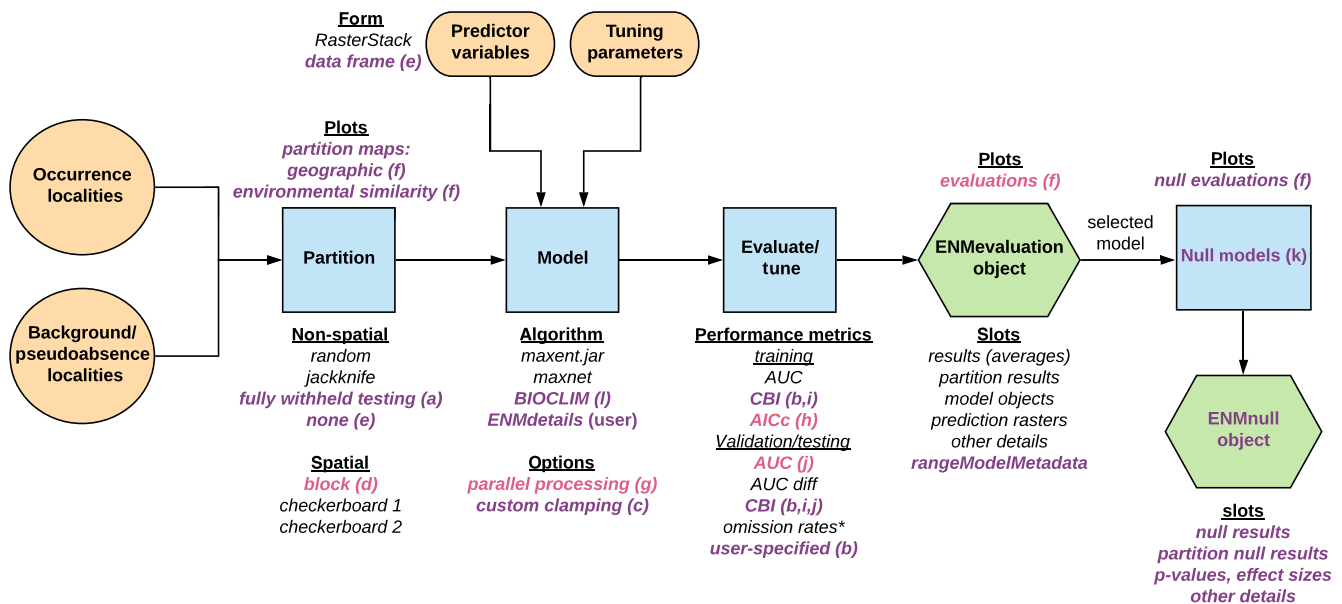 Form
RasterStack
data frame (e)
Predictor
variables
Tuning
parameters
Occurrence
localities
Background/
pseudoabsence
localities
Plots
partition maps:
geographic (f)
environmental similarity (f)
Partition
Non-spatial
random
jackknife
fully withheld testing (a)
none (e)
Spatial
block (d)
checkerboard 1
checkerboard 2
Model
Algorithm
maxent.jar
maxnet
BIOCLIM (l)
ENMdetails (user)
Options
parallel processing (g)
custom clamping (c)
Evaluate/
tune
Performance metrics
training
AUC
CBI (b,i)
AICc (h)
Validation/testing
AUC (j)
AUC diff
CBI (b,i,j)
omission rates*
user-specified (b)
Plots
evaluations (f)
ENMevaluation
object
Slots
results (averages)
partition results
model objects
prediction rasters
other details
rangeModelMetadata
selected
model
Plots
null evaluations (f)
Null models (k)
ENMnull
object
slots
null results
partition null results
p-values, effect sizes
other details